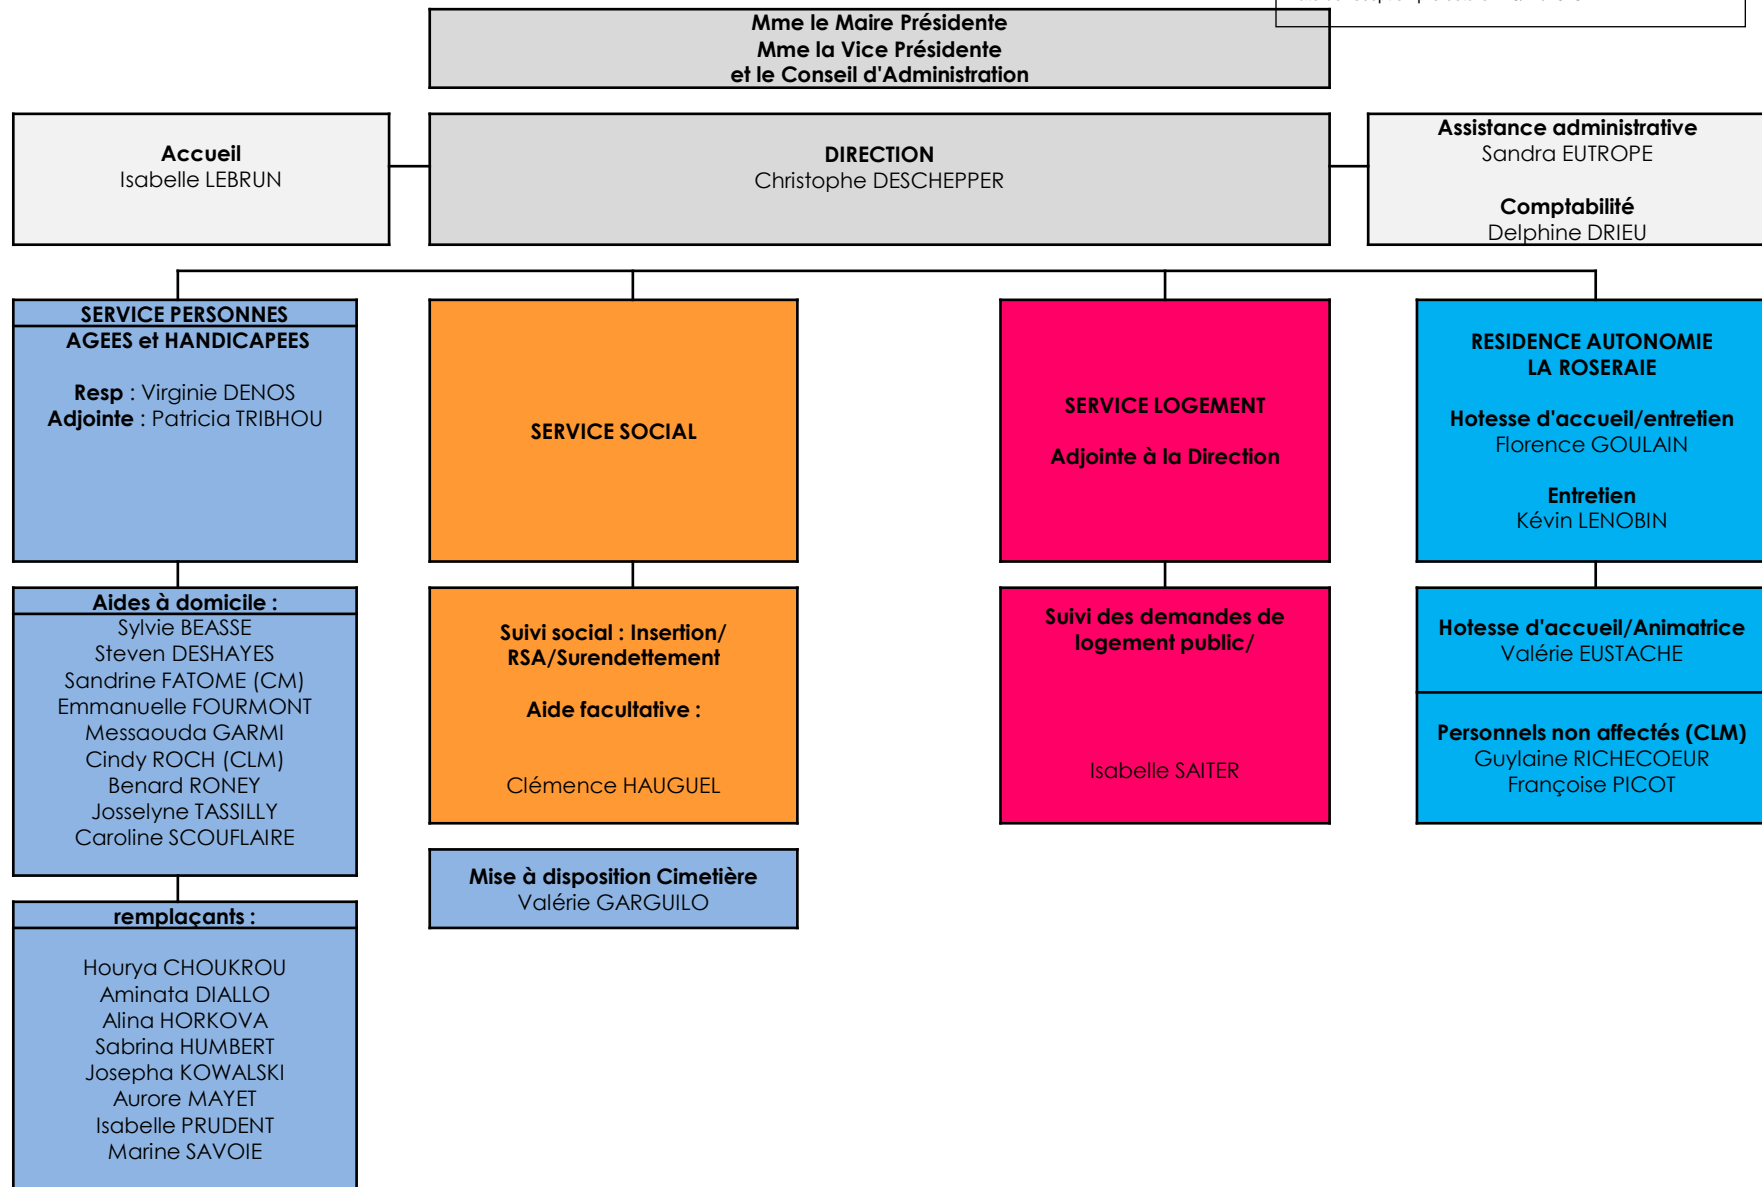 Mme le Maire Présidente
Mme la Vice Présidente
et le Conseil d'Administration
Accueil
Isabelle LEBRUN
DIRECTION
Christophe DESCHEPPER
Assistance administrative
Sandra EUTROPE
Comptabilité
Delphine DRIEU
SERVICE PERSONNES
AGEES et HANDICAPEES
Resp : Virginie DENOS
Adjointe : Patricia TRIBHOU
SERVICE SOCIAL
SERVICE LOGEMENT
Adjointe à la Direction
RESIDENCE AUTONOMIE
LA ROSERAIE
Hotesse d'accueil/entretien
Florence GOULAIN
Entretien
Kévin LENOBIN
Aides à domicile :
Sylvie BEASSE
Steven DESHAYES
Sandrine FATOME (CM)
Emmanuelle FOURMONT
Messaouda GARMI
Cindy ROCH (CLM)
Benard RONEY
Josselyne TASSILLY
Caroline SCOUFLAIRE
Suivi social : Insertion/
RSA/Surendettement
Aide facultative :
Clémence HAUGUEL
Suivi des demandes de
logement public/
Isabelle SAITER
Hotesse d'accueil/Animatrice
Valérie EUSTACHE
Personnels non affectés (CLM)
Guylaine RICHECOEUR
Françoise PICOT
Mise à disposition Cimetière
Valérie GARGUILO
remplaçants :
Hourya CHOUKROU
Aminata DIALLO
Alina HORKOVA
Sabrina HUMBERT
Josepha KOWALSKI
Aurore MAYET
Isabelle PRUDENT
Marine SAVOIE